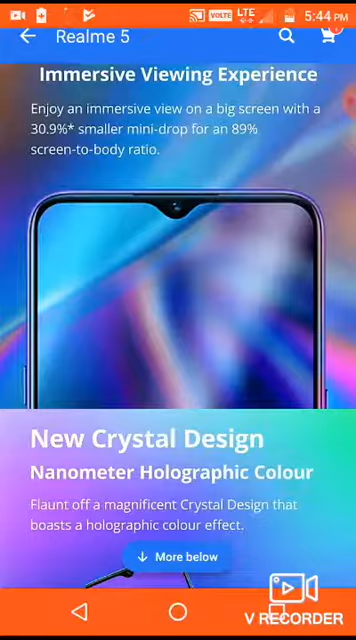 VOLTE LTE 5:44 PM
Realme 5
Immersive Viewing Experience
Enjoy an immersive view on a big screen with a
30.9%* smaller mini-drop for an 89%
screen-to-body ratio.
New Crystal Design
Nanometer Holographic Colour
Flaunt off a magnificent Crystal Design that
boasts a holographic colour effect.
More below
V RECORDER